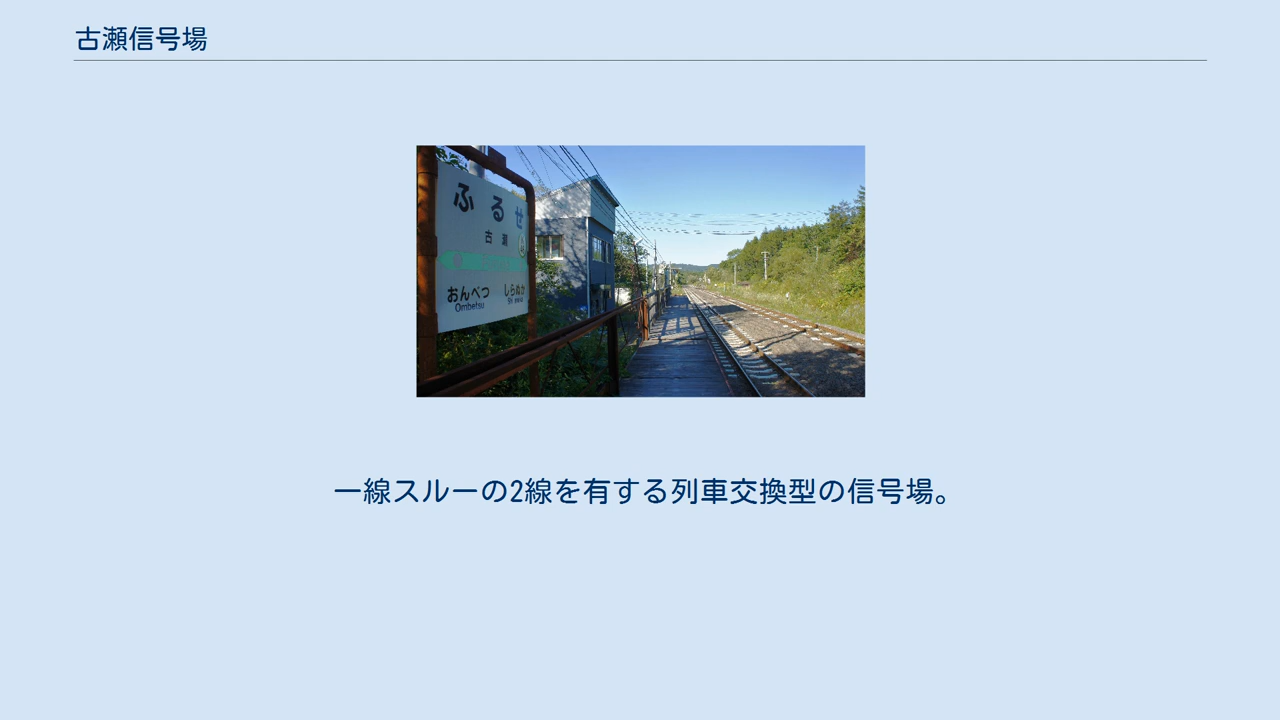 古瀬信号場
ふるせ
古瀬
おんべつ しらぬか
Ombetsu
一線スルーの2線を有する列車交換型の信号場。